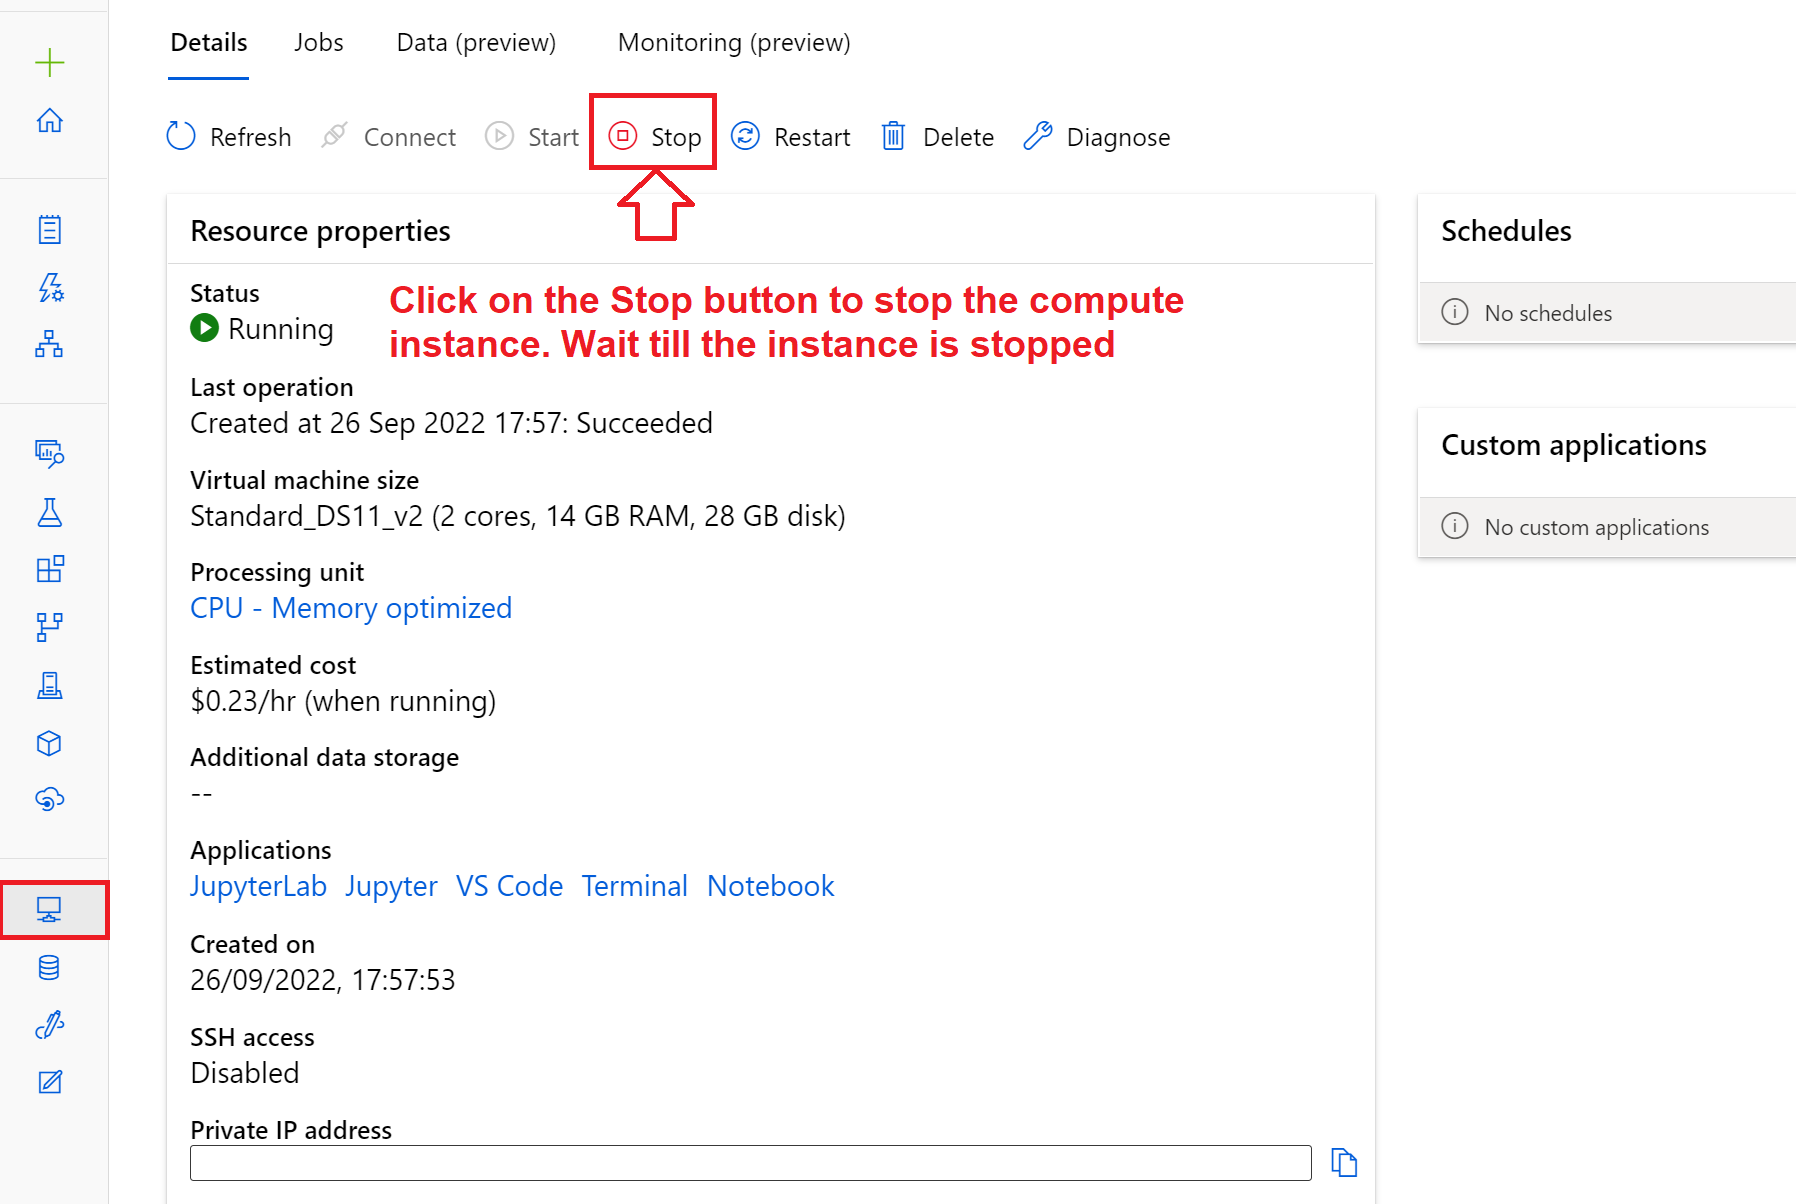 Details Jobs Data (preview) Monitoring (preview)
Refresh Connect Start Stop Restart Delete Diagnose
Resource properties
Status
Running
Click on the Stop button to stop the compute
instance. Wait till the instance is stopped
Last operation
Created at 26 Sep 2022 17:57: Succeeded
Virtual machine size
Standard_DS11_v2 (2 cores, 14 GB RAM, 28 GB disk)
Processing unit
CPU - Memory optimized
Estimated cost
$0.23/hr (when running)
Additional data storage
--
Applications
JupyterLab Jupyter VS Code Terminal Notebook
Created on
26/09/2022, 17:57:53
SSH access
Disabled
Private IP address
Schedules
No schedules
Custom applications
No custom applications